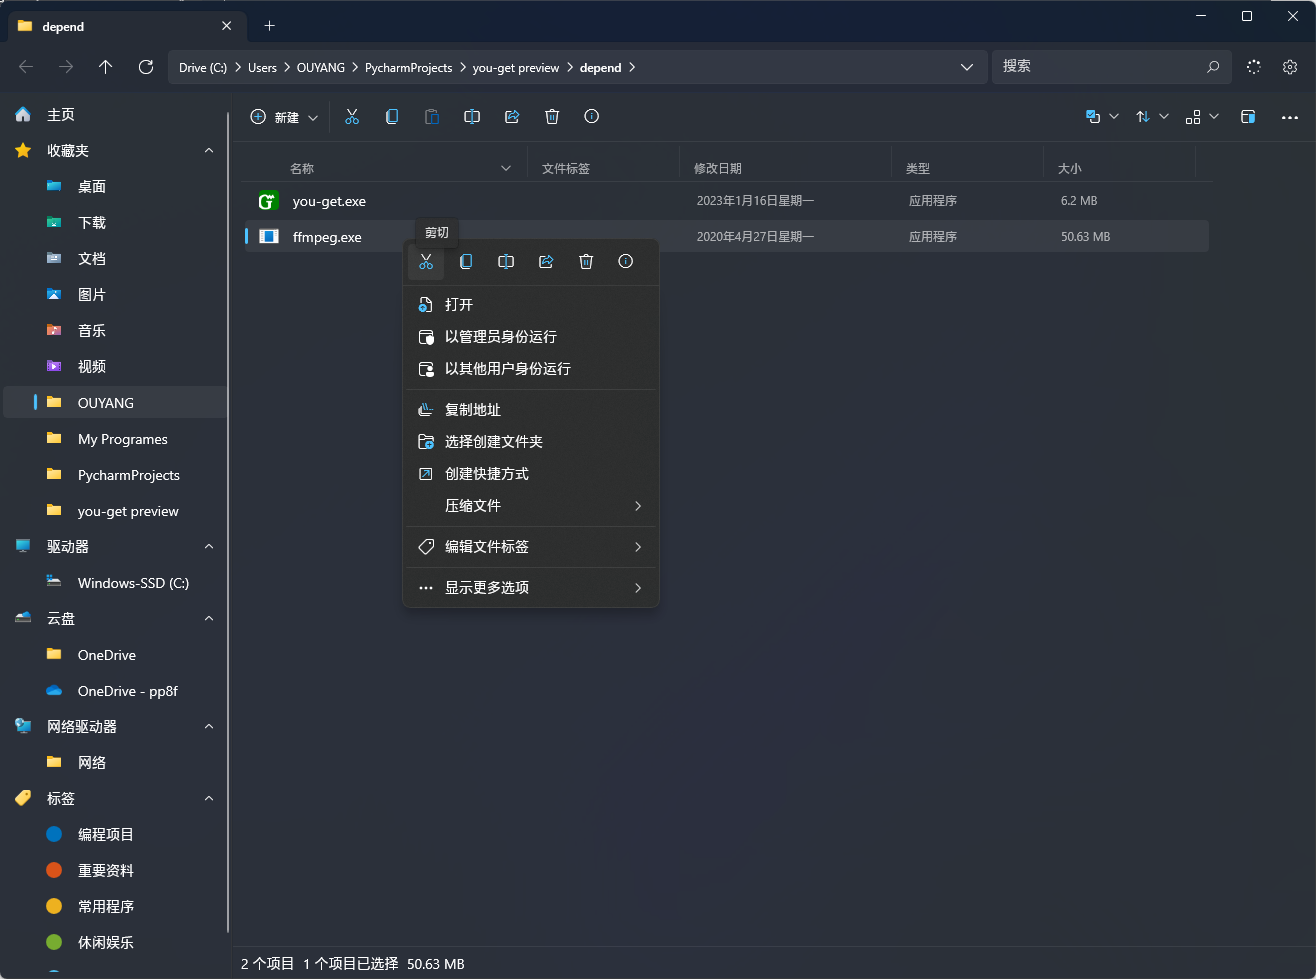 depend
Drive (C:) Users OUYANG PycharmProjects you-get preview depend
搜索
主页
收藏夹
桌面
下载
文档
图片
音乐
视频
OUYANG
My Programes
PycharmProjects
you-get preview
驱动器
Windows-SSD (C:)
云盘
OneDrive
OneDrive - pp8f
网络驱动器
网络
标签
编程项目
重要资料
常用程序
休闲娱乐
新建
名称 文件标签 修改日期 类型 大小
you-get.exe 2023年1月16日星期一 应用程序 6.2 MB
ffmpeg.exe 2020年4月27日星期一 应用程序 50.63 MB
剪切
打开
以管理员身份运行
以其他用户身份运行
复制地址
选择创建文件夹
创建快捷方式
压缩文件
编辑文件标签
显示更多选项
2 个项目 1 个项目已选择 50.63 MB